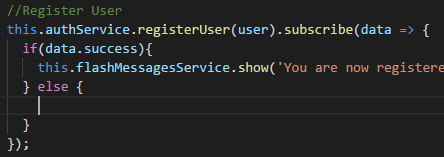 //Register User
this.authService.registerUser(user).subscribe(data => {
if(data.success){
this.flashMessagesService.show('You are now registere
} else {
}
});